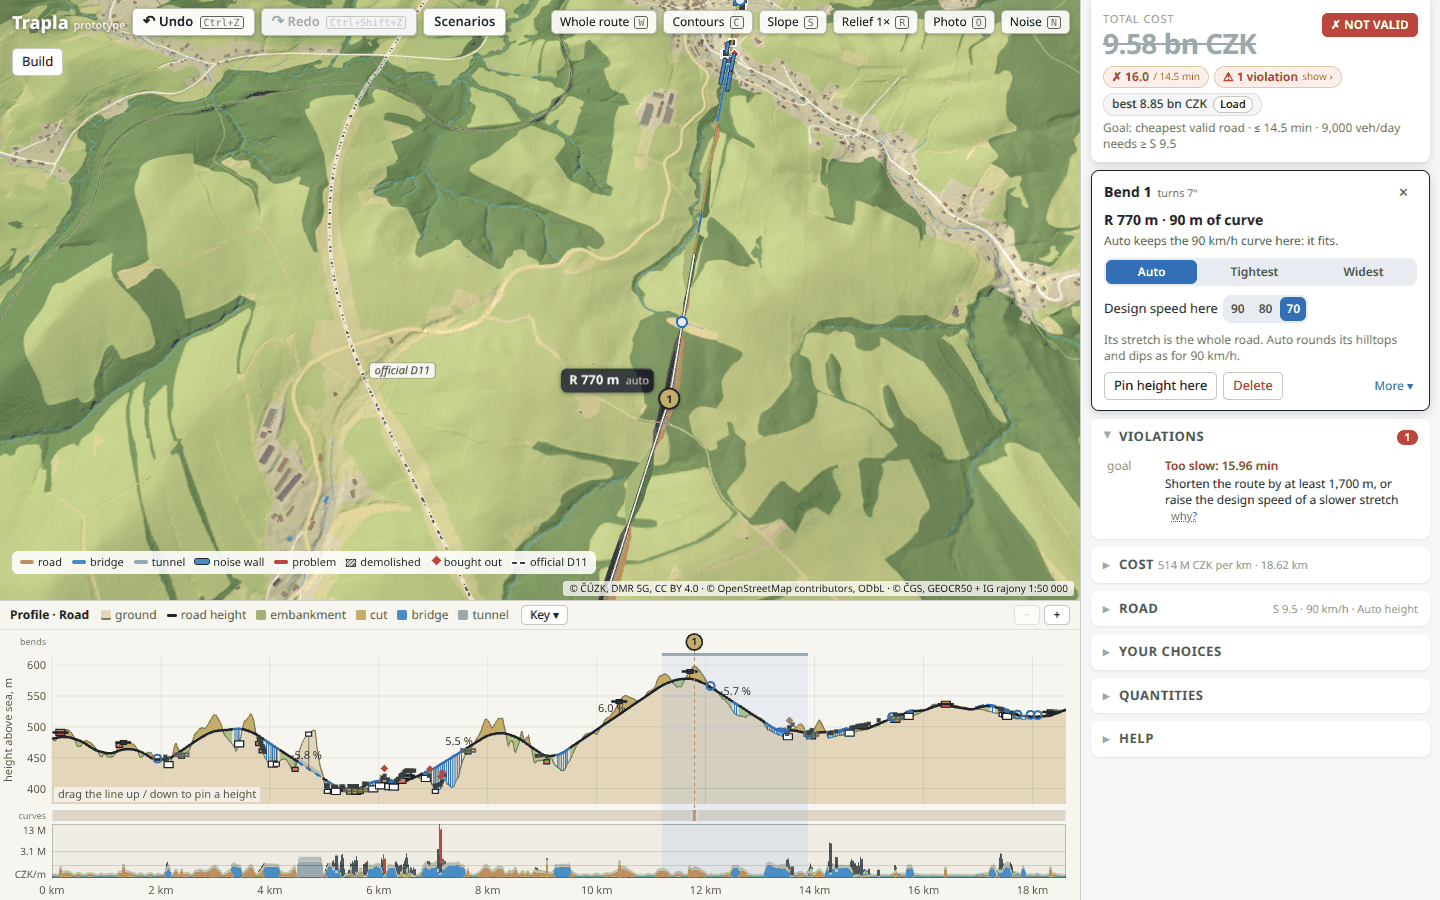 Trapla prototype
↶ Undo Ctrl+Z
↷ Redo Ctrl+Shift+Z
Scenarios
Whole route W
Contours C
Slope S
Relief 1× R
Photo O
Noise N
Build
official D11
R 770 m auto
1
road bridge tunnel noise wall problem demolished bought out official D11
© ČÚZK, DMR 5G, CC BY 4.0 · © OpenStreetMap contributors, ODbL · © ČGS, GEOCR50 + IG rajony 1:50 000
TOTAL COST
✗ NOT VALID
9.58 bn CZK
✗ 16.0 / 14.5 min
⚠ 1 violation show ›
best 8.85 bn CZK Load
Goal: cheapest valid road · ≤ 14.5 min · 9,000 veh/day
needs ≥ S 9.5
Bend 1 turns 7° ✕
R 770 m · 90 m of curve
Auto keeps the 90 km/h curve here: it fits.
Auto Tightest Widest
Design speed here 90 80 70
Its stretch is the whole road. Auto rounds its hilltops
and dips as for 90 km/h.
Pin height here Delete More ▾
▼ VIOLATIONS 1
goal Too slow: 15.96 min
Shorten the route by at least 1,700 m, or
raise the design speed of a slower stretch
why?
▶ COST 514 M CZK per km · 18.62 km
▶ ROAD S 9.5 · 90 km/h · Auto height
▶ YOUR CHOICES
▶ QUANTITIES
▶ HELP
Profile · Road ground road height embankment cut bridge tunnel Key ▾ − +
bends
1
height above sea, m
600
550
500
450
400
5.8 %
5.5 %
6.0 %
5.7 %
drag the line up / down to pin a height
curves
13 M
3.1 M
CZK/m
0 km 2 km 4 km 6 km 8 km 10 km 12 km 14 km 16 km 18 km